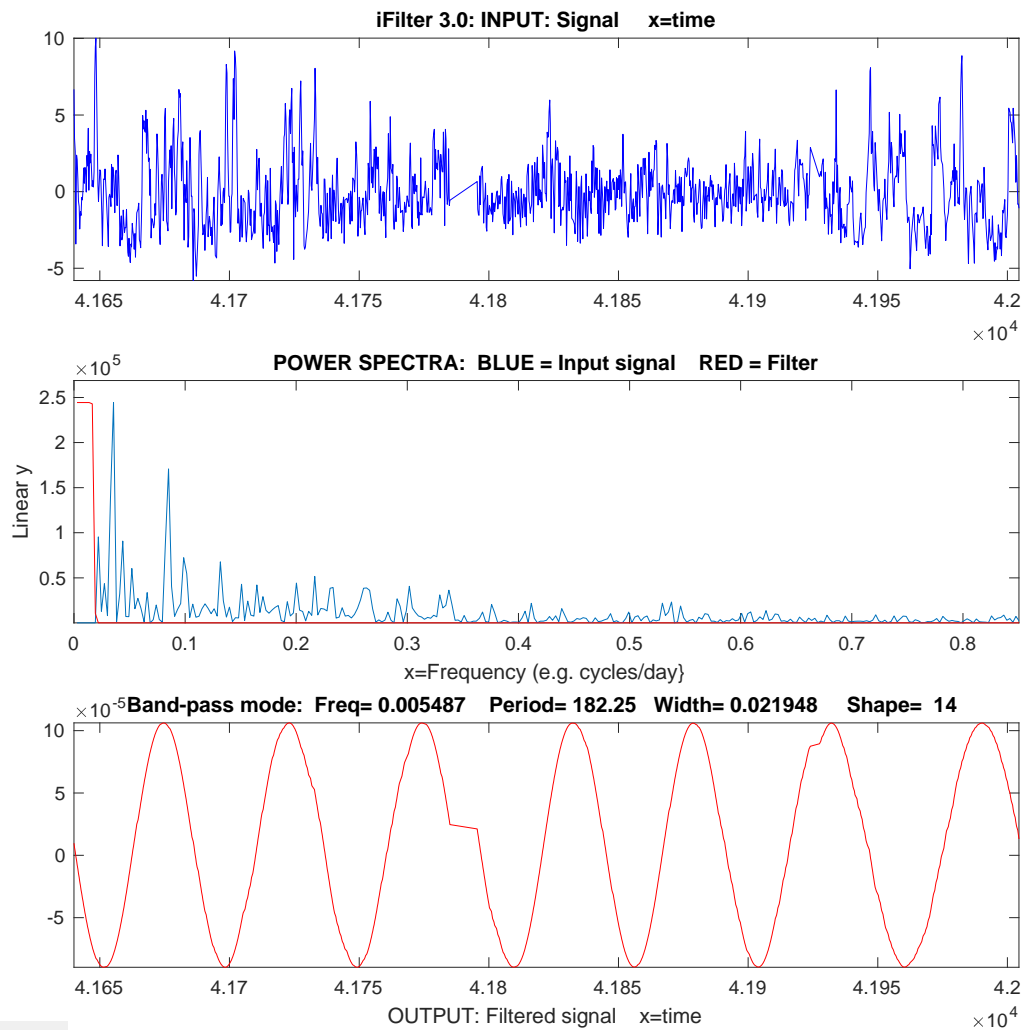 iFilter 3.0: INPUT: Signal x=time
10
5
0
-5
4.165 4.17 4.175 4.18 4.185 4.19 4.195 4.2
×10^4
×10^5 POWER SPECTRA: BLUE = Input signal RED = Filter
2.5
2
1.5
1
0.5
Linear y
0 0.1 0.2 0.3 0.4 0.5 0.6 0.7 0.8
x=Frequency (e.g. cycles/day}
×10^-5 Band-pass mode: Freq= 0.005487 Period= 182.25 Width= 0.021948 Shape= 14
10
5
0
-5
4.165 4.17 4.175 4.18 4.185 4.19 4.195 4.2
OUTPUT: Filtered signal x=time
×10^4